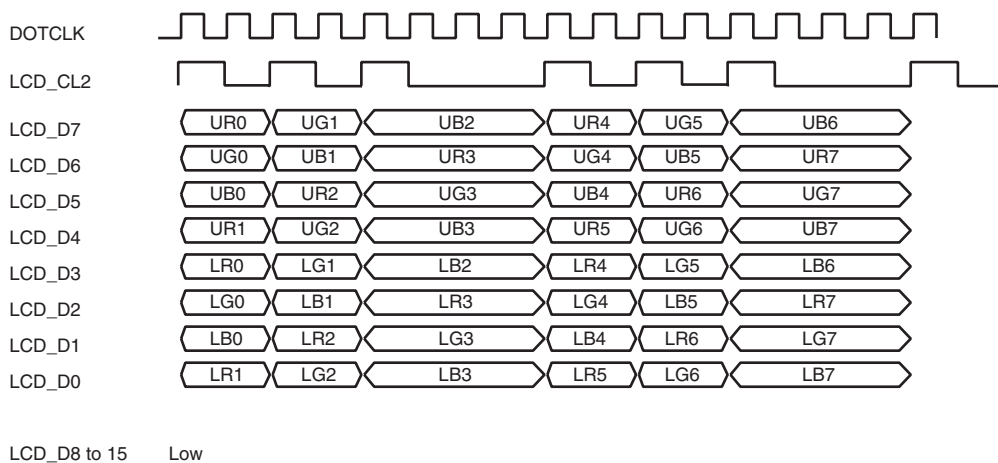 DOTCLK
LCD_CL2
LCD_D7 UR0 UG1 UB2 UR4 UG5 UB6
LCD_D6 UG0 UB1 UR3 UG4 UB5 UR7
LCD_D5 UB0 UR2 UG3 UB4 UR6 UG7
LCD_D4 UR1 UG2 UB3 UR5 UG6 UB7
LCD_D3 LR0 LG1 LB2 LR4 LG5 LB6
LCD_D2 LG0 LB1 LR3 LG4 LB5 LR7
LCD_D1 LB0 LR2 LG3 LB4 LR6 LG7
LCD_D0 LR1 LG2 LB3 LR5 LG6 LB7
LCD_D8 to 15 Low